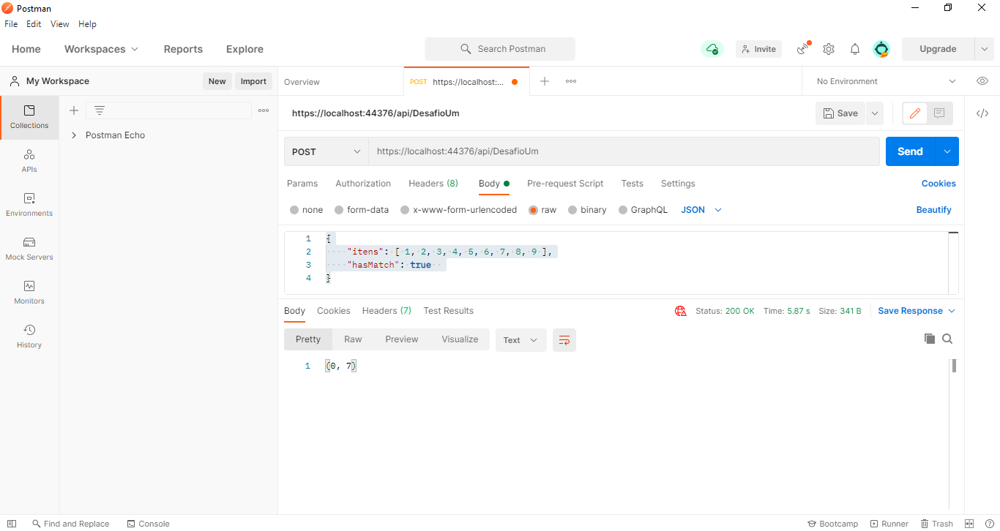 Postman
File Edit View Help
Home Workspaces Reports Explore Search Postman Invite Upgrade
My Workspace New Import Overview POST https://localhost:... No Environment
Collections
APIs
Environments
Mock Servers
Monitors
History
Postman Echo
https://localhost:44376/api/DesafioUm Save
POST https://localhost:44376/api/DesafioUm Send
Params Authorization Headers (8) Body Pre-request Script Tests Settings Cookies
none form-data x-www-form-urlencoded raw binary GraphQL JSON Beautify
1 {
2 "itens": [ 1, 2, 3, 4, 5, 6, 7, 8, 9 ],
3 "hasMatch": true
4 }
Body Cookies Headers (7) Test Results Status: 200 OK Time: 5.87 s Size: 341 B Save Response
Pretty Raw Preview Visualize Text
1 (0, 7)
Find and Replace Console Bootcamp Runner Trash